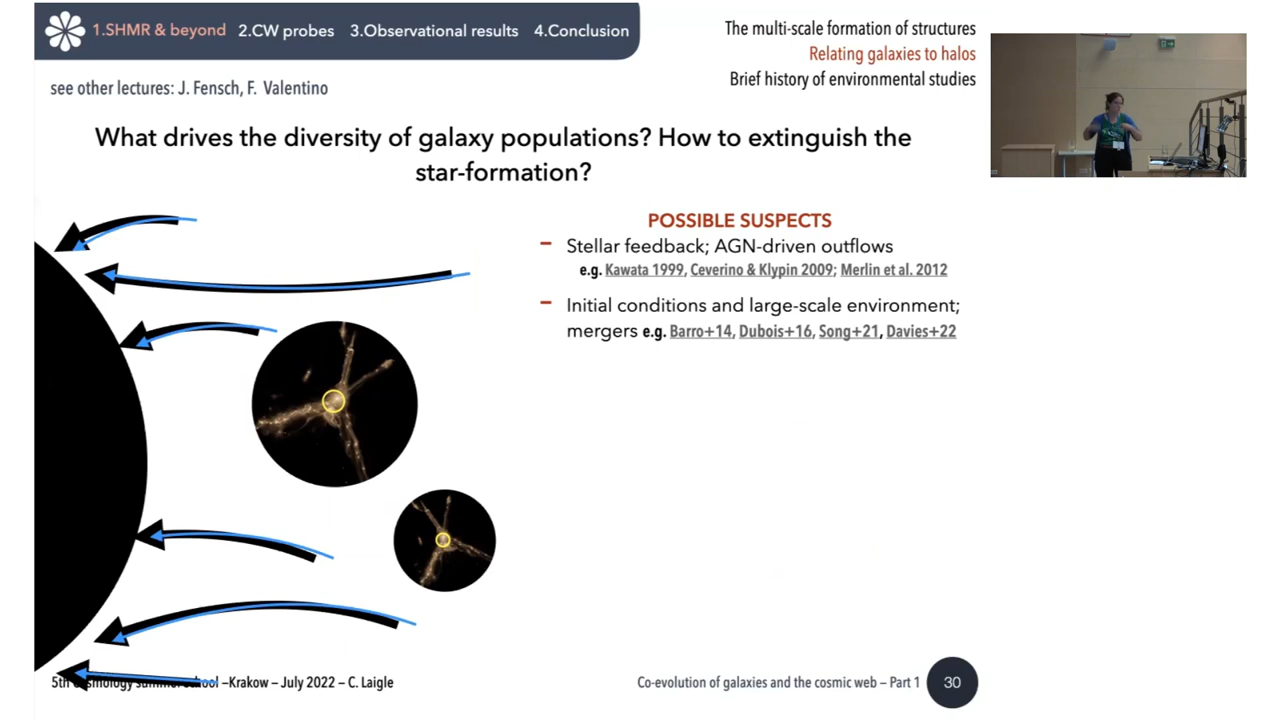 1.SHMR & beyond 2.CW probes 3.Observational results 4.Conclusion
The multi-scale formation of structures
Relating galaxies to halos
Brief history of environmental studies
see other lectures: J. Fensch, F. Valentino
What drives the diversity of galaxy populations? How to extinguish the
star-formation?
POSSIBLE SUSPECTS
– Stellar feedback; AGN-driven outflows
e.g. Kawata 1999, Ceverino & Klypin 2009; Merlin et al. 2012
– Initial conditions and large-scale environment;
mergers e.g. Barro+14, Dubois+16, Song+21, Davies+22
5th Cosmology summer school –Krakow – July 2022 – C. Laigle
Co-evolution of galaxies and the cosmic web – Part 1
30